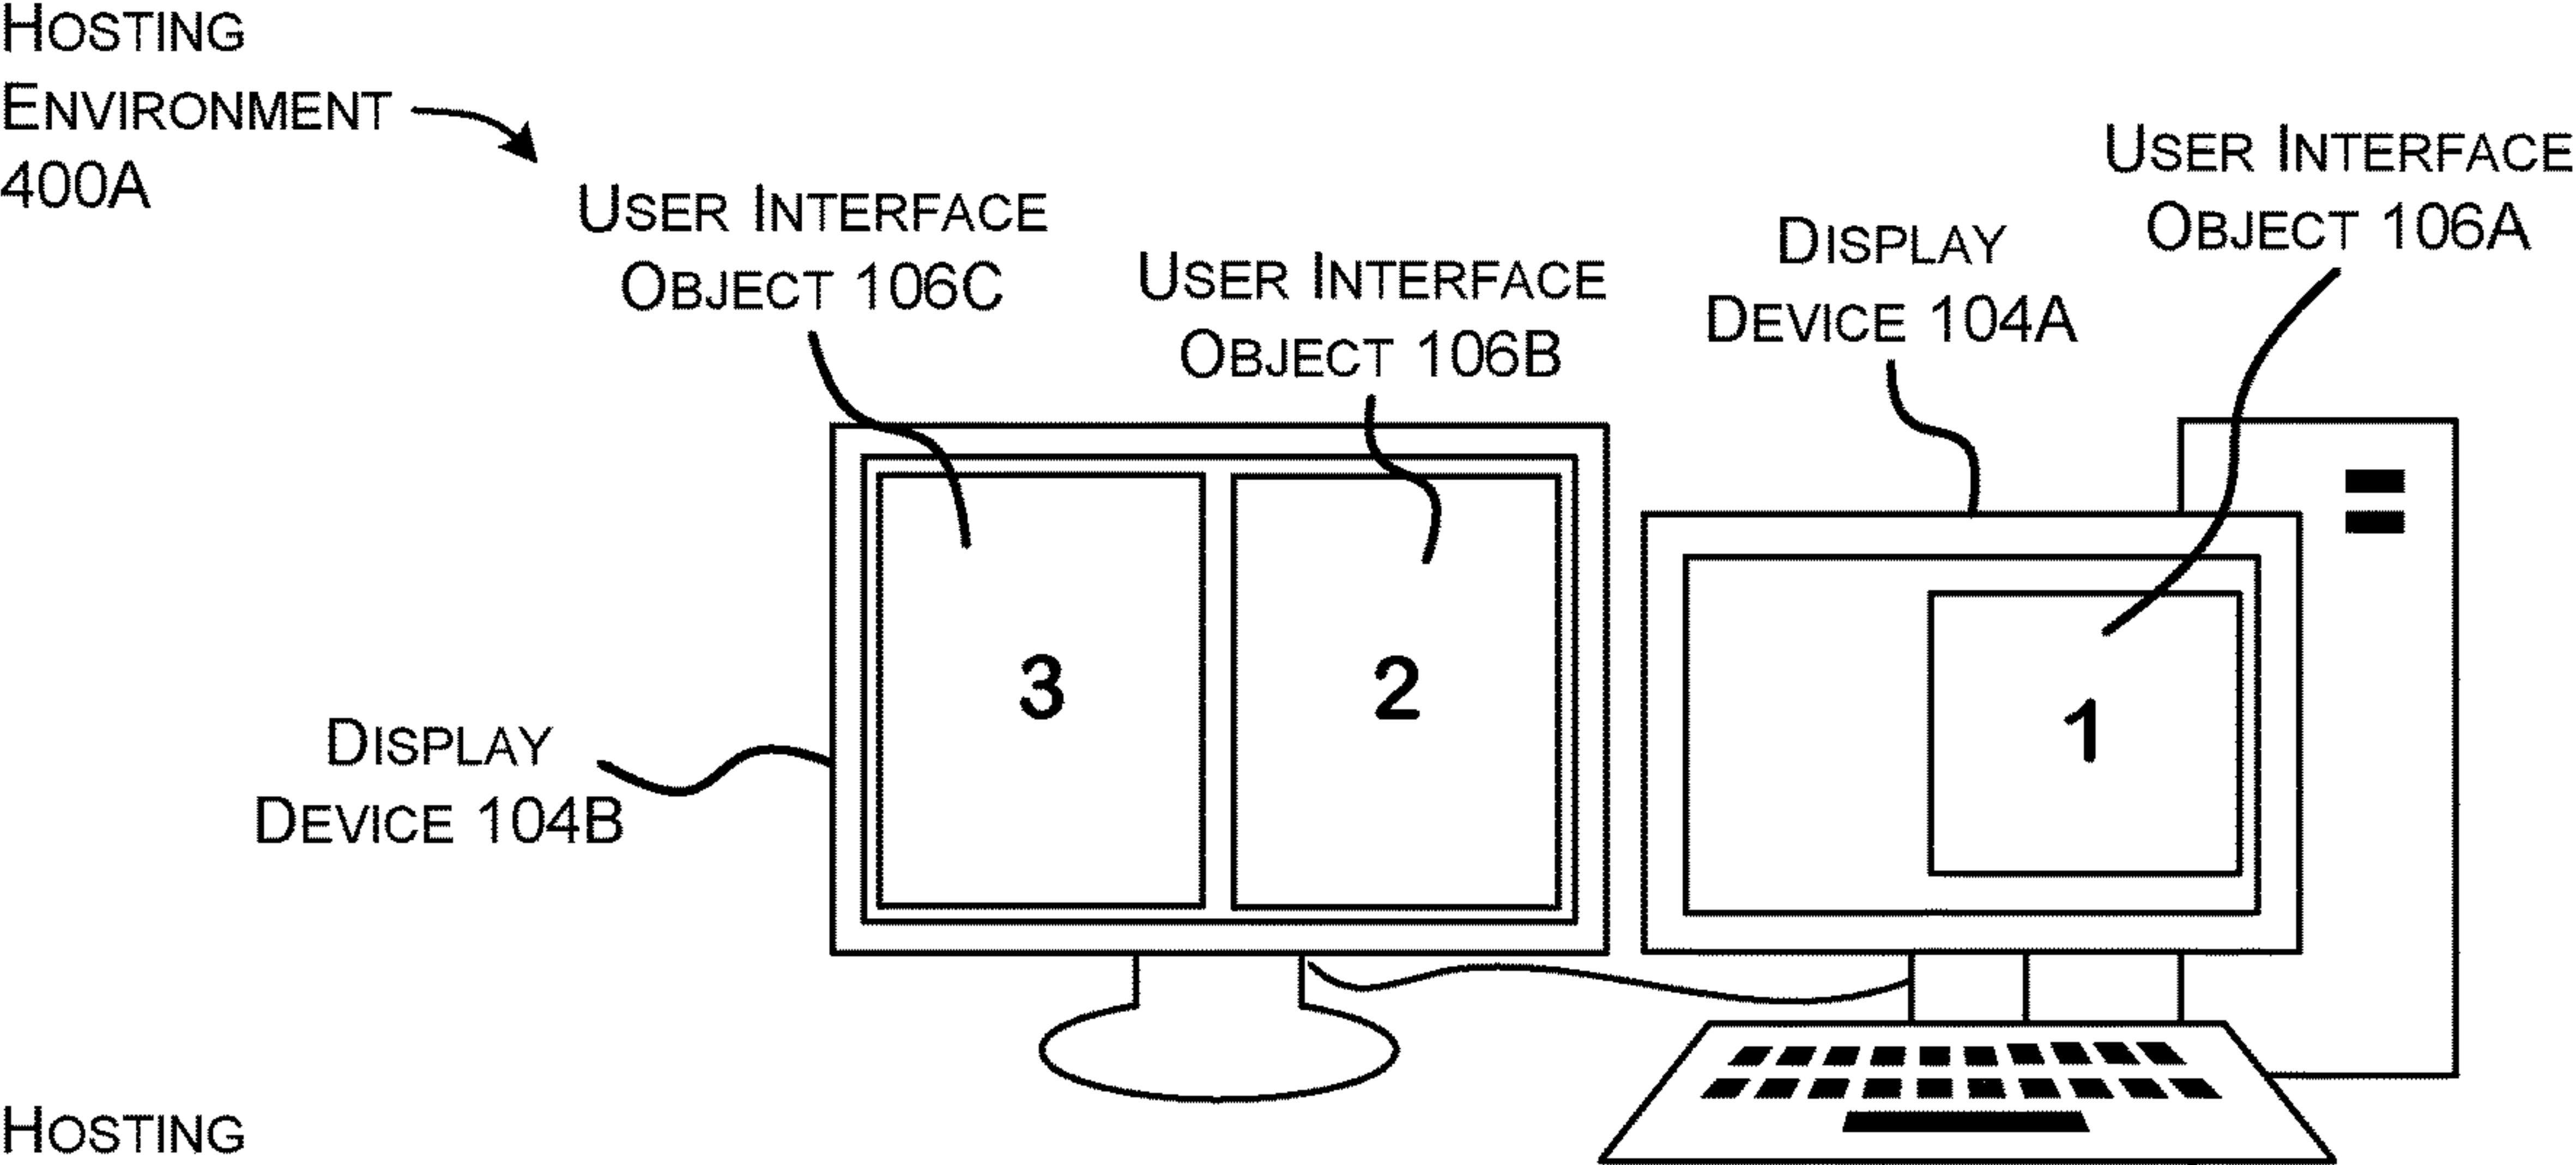 HOSTING
ENVIRONMENT
400A
USER INTERFACE
OBJECT 106C
USER INTERFACE
OBJECT 106B
DISPLAY
DEVICE 104A
USER INTERFACE
OBJECT 106A
3
2
1
DISPLAY
DEVICE 104B
HOSTING